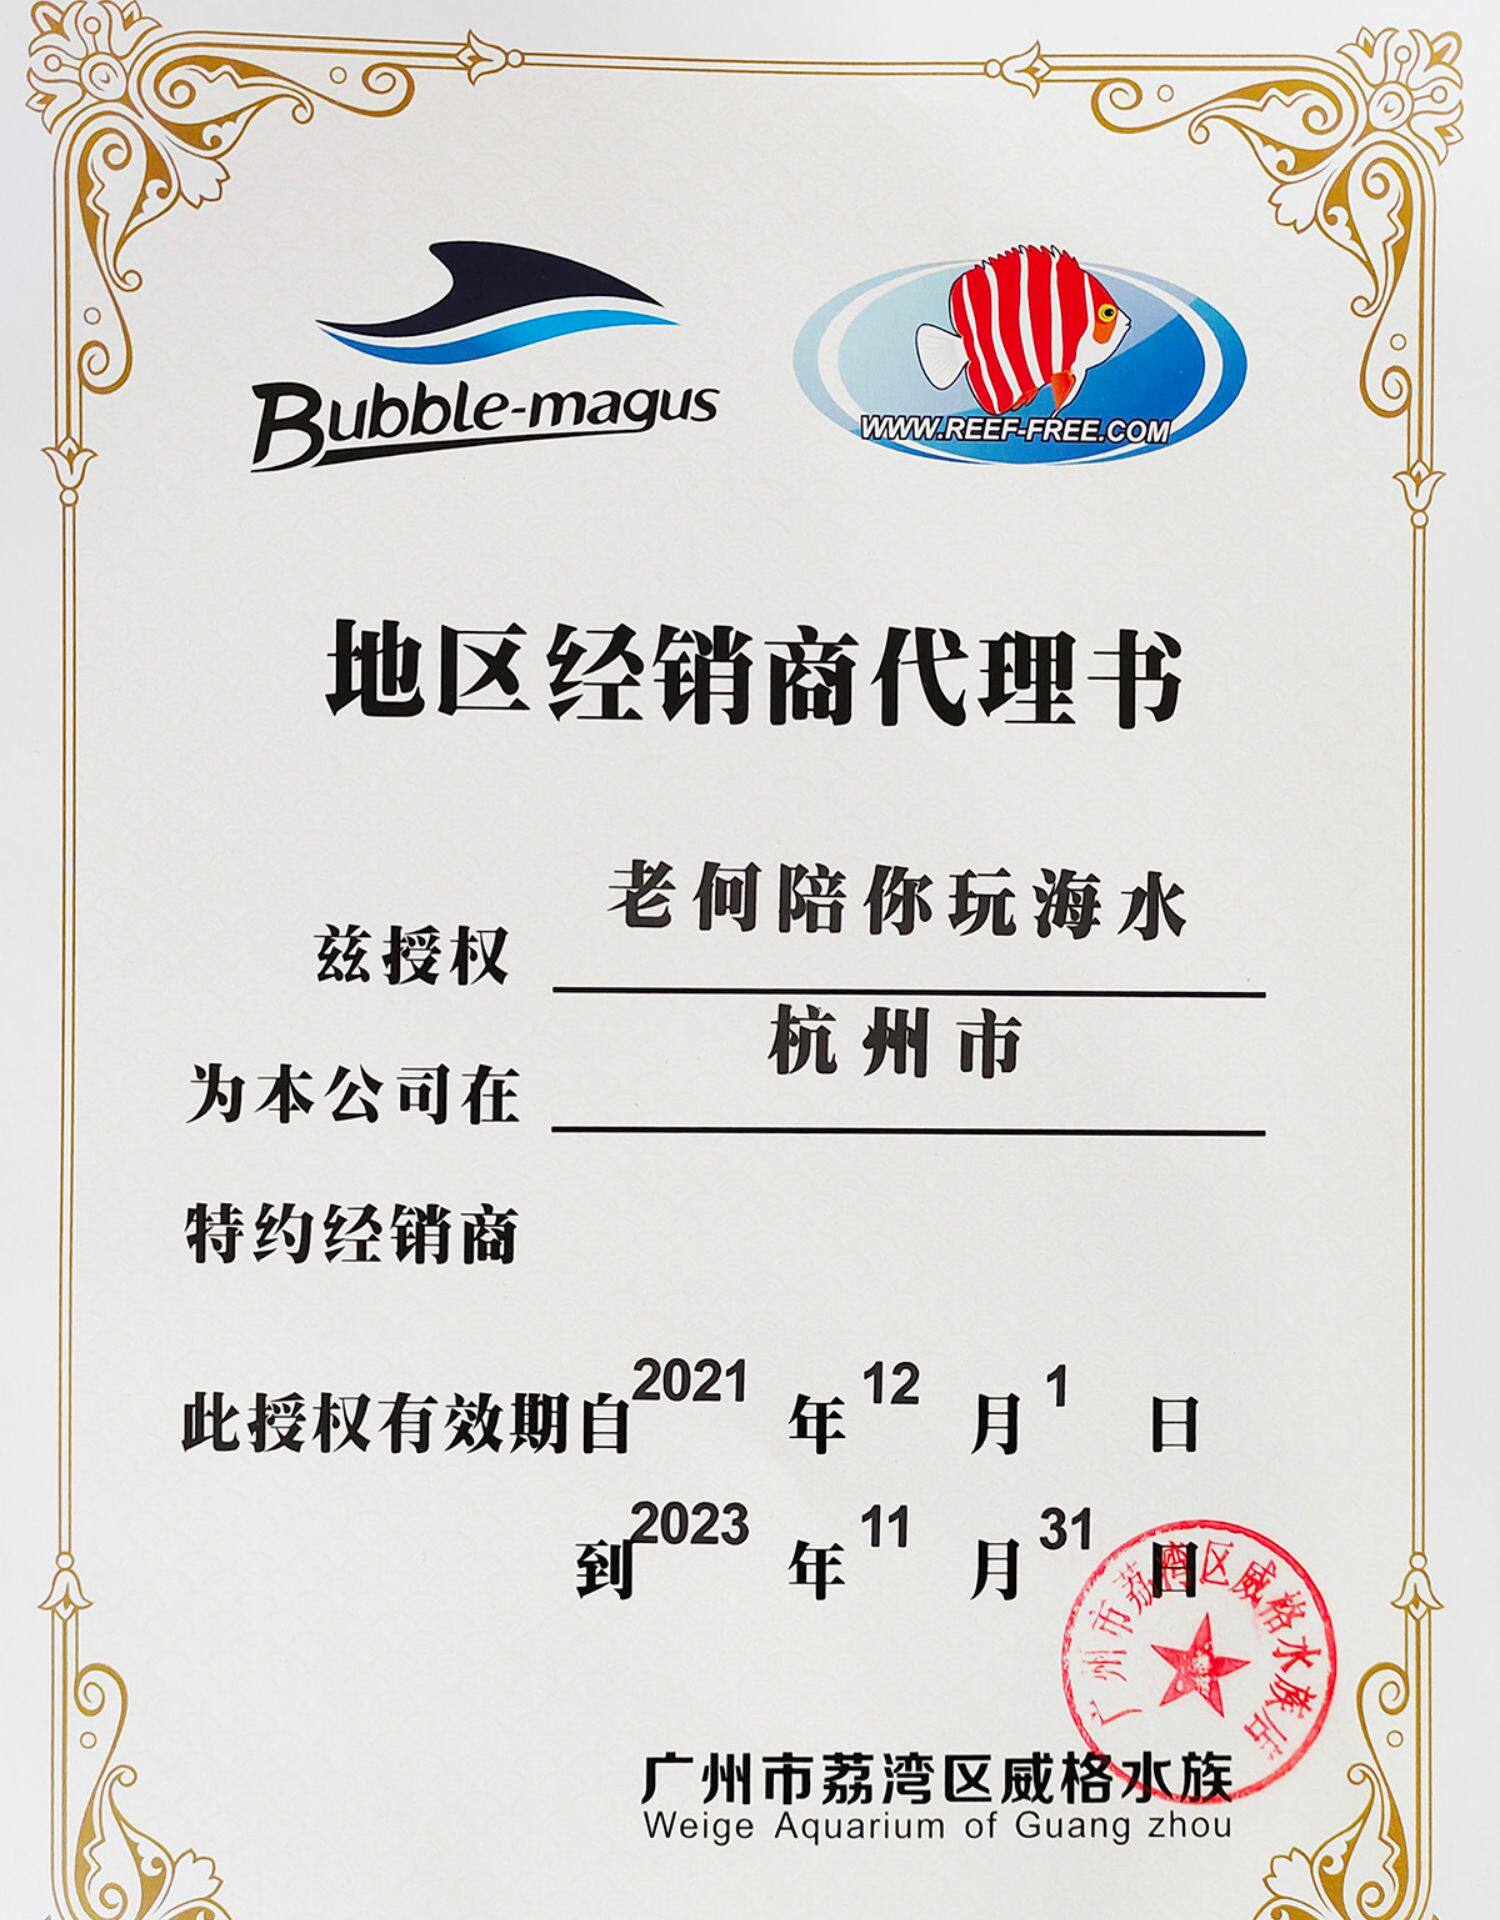 Bubble-magus
WWW.REEF-FREE.COM
地区经销商代理书
兹授权 老何陪你玩海水
为本公司在 杭州市
特约经销商
此授权有效期自2021年12月1日
到2023年11月31日
广州市荔湾区威格水族店
广州市荔湾区威格水族
Weige Aquarium of Guang zhou